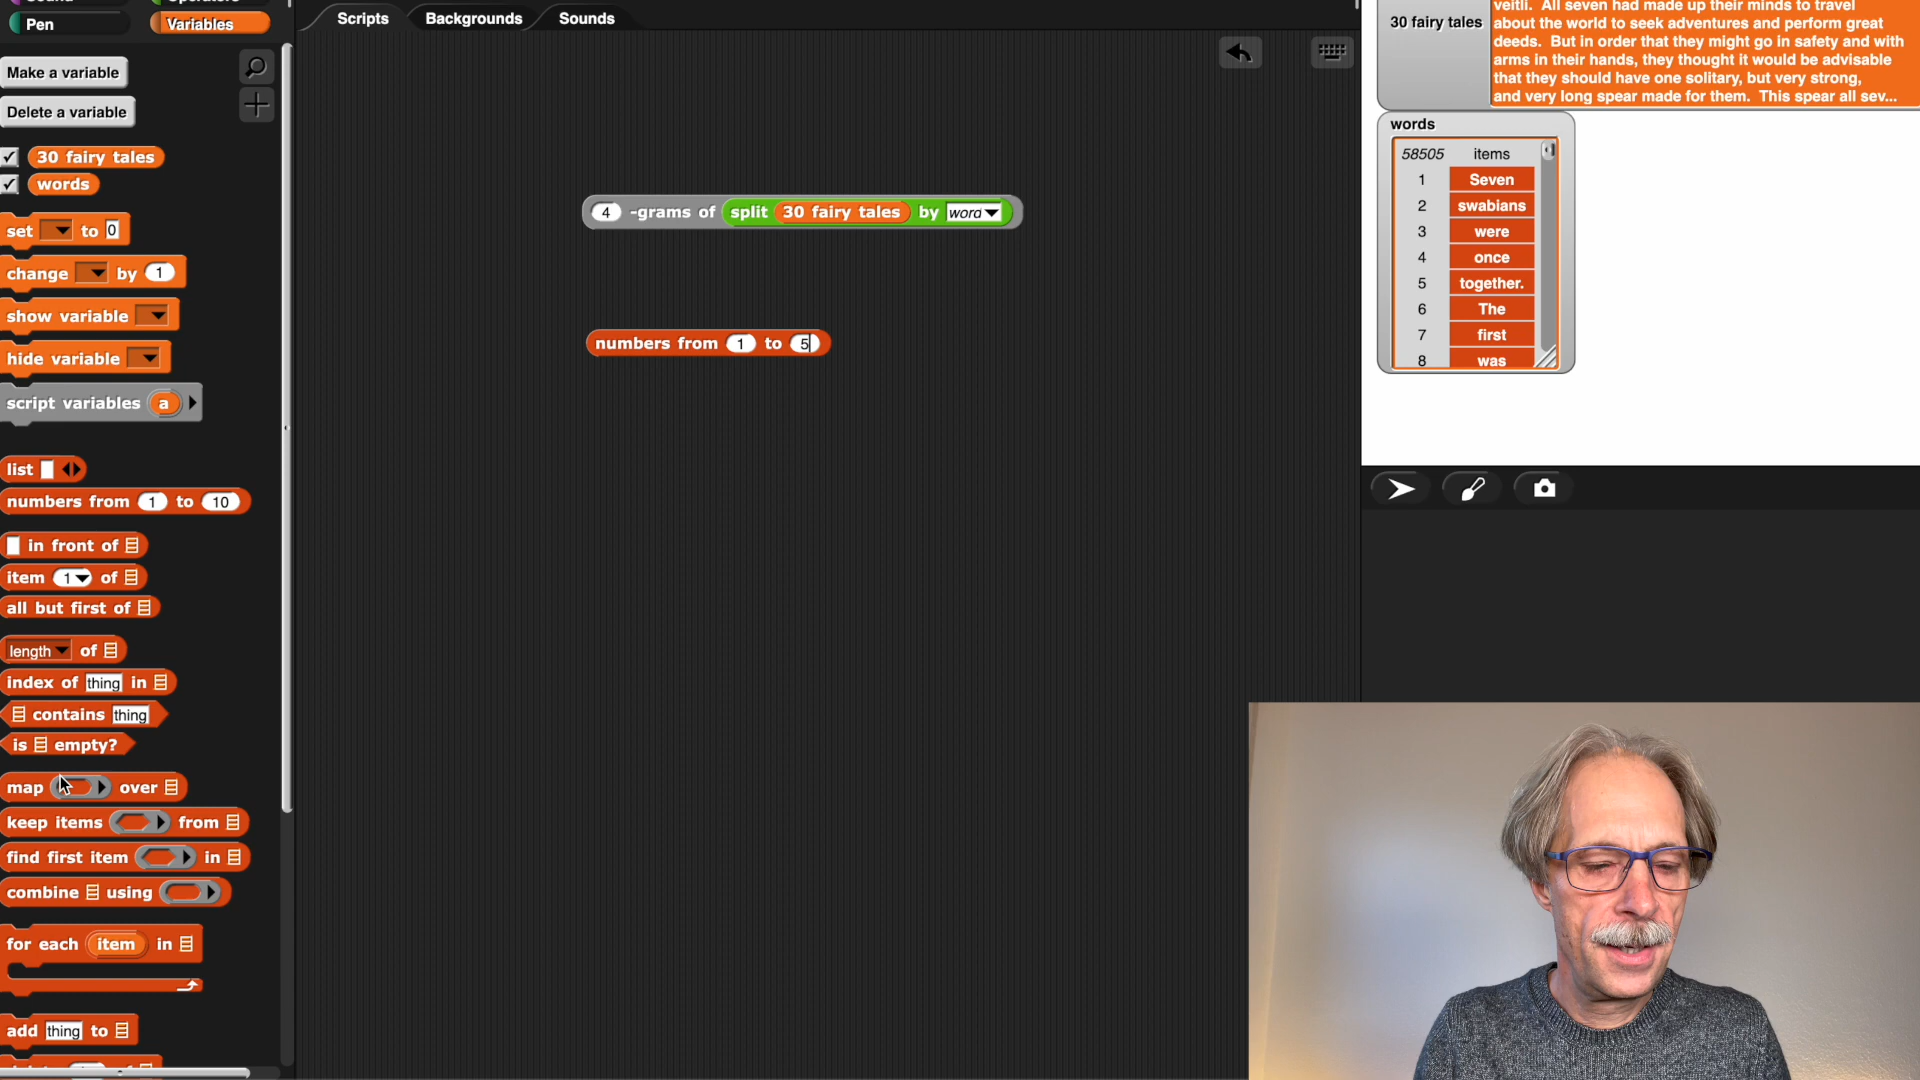 Pen
Variables
Make a variable
Delete a variable
30 fairy tales
words
set to 0
change by 1
show variable
hide variable
script variables a
list
numbers from 1 to 10
in front of
item 1 of
all but first of
length of
index of thing in
contains thing
is empty?
map over
keep items from
find first item in
combine using
for each item in
add thing to
Scripts
Backgrounds
Sounds
4 -grams of split 30 fairy tales by word
numbers from 1 to 5
30 fairy tales
veitli. All seven had made up their minds to travel
about the world to seek adventures and perform great
deeds. But in order that they might go in safety and with
arms in their hands, they thought it would be advisable
that they should have one solitary, but very strong,
and very long spear made for them. This spear all sev...
words
58505 items
1 Seven
2 swabians
3 were
4 once
5 together.
6 The
7 first
8 was